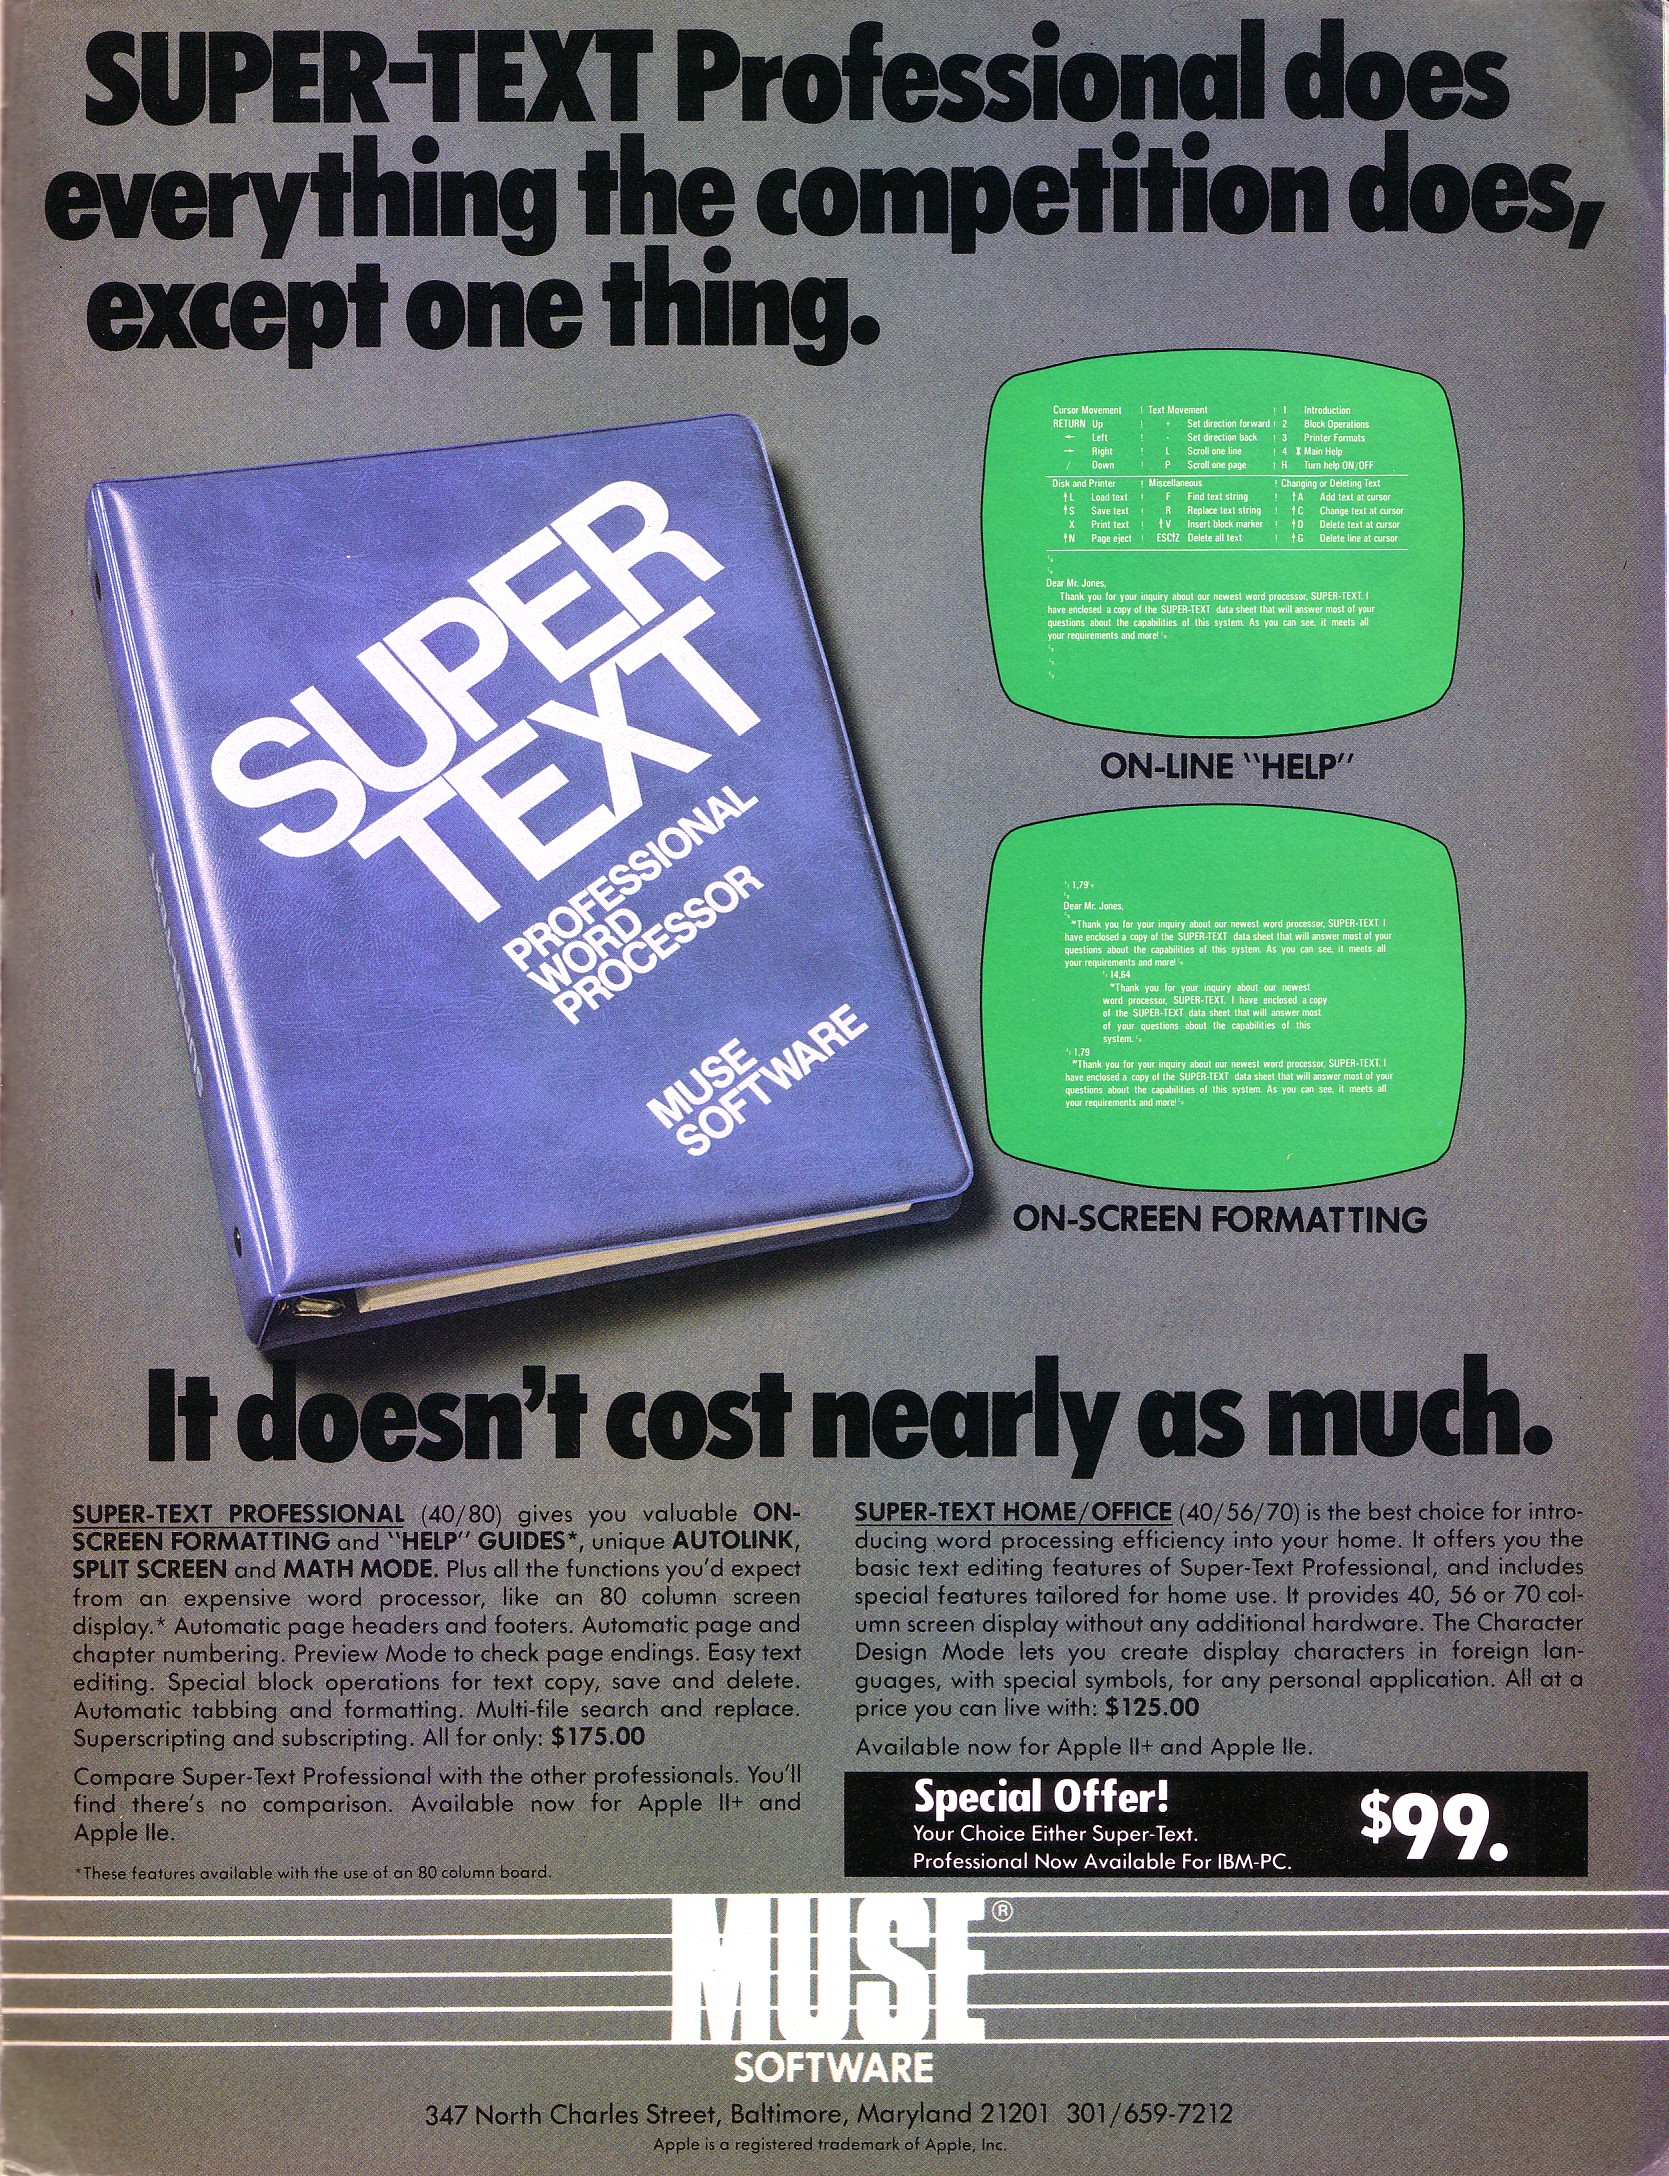 SUPER-TEXT Professional does
everything the competition does,
except one thing.
SUPER
TEXT
PROFESSIONAL
WORD
PROCESSOR
MUSE
SOFTWARE
Cursor Movement ! Text Movement ! 1 Introduction
RETURN Up ! + Set direction forward ! 2 Block Operations
← Left ! - Set direction back ! 3 Printer Formats
→ Right ! L Scroll one line ! 4 Main Help
/ Down ! P Scroll one page ! H Turn help ON/OFF
Disk and Printer ! Miscellaneous ! Changing or Deleting Text
↑L Load text ! F Find text string ! ↑A Add text at cursor
↑S Save text ! R Replace text string ! ↑C Change text at cursor
X Print text ! ↑V Insert block marker ! ↑D Delete text at cursor
↑N Page eject ! ESC↑Z Delete all text ! ↑G Delete line at cursor
Dear Mr. Jones,
Thank you for your inquiry about our newest word processor, SUPER-TEXT. I
have enclosed a copy of the SUPER-TEXT data sheet that will answer most of your
questions about the capabilities of this system. As you can see, it meets all
your requirements and more!
ON-LINE "HELP"
1,79
Dear Mr. Jones,
"Thank you for your inquiry about our newest word processor, SUPER-TEXT. I
have enclosed a copy of the SUPER-TEXT data sheet that will answer most of your
questions about the capabilities of this system. As you can see, it meets all
your requirements and more!
14,64
"Thank you for your inquiry about our newest
word processor, SUPER-TEXT. I have enclosed a copy
of the SUPER-TEXT data sheet that will answer most
of your questions about the capabilities of this
system.
1,79
"Thank you for your inquiry about our newest word processor, SUPER-TEXT. I
have enclosed a copy of the SUPER-TEXT data sheet that will answer most of your
questions about the capabilities of this system. As you can see, it meets all
your requirements and more!
ON-SCREEN FORMATTING
It doesn't cost nearly as much.
SUPER-TEXT PROFESSIONAL (40/80) gives you valuable ON-
SCREEN FORMATTING and "HELP" GUIDES*, unique AUTOLINK,
SPLIT SCREEN and MATH MODE. Plus all the functions you'd expect
from an expensive word processor, like an 80 column screen
display.* Automatic page headers and footers. Automatic page and
chapter numbering. Preview Mode to check page endings. Easy text
editing. Special block operations for text copy, save and delete.
Automatic tabbing and formatting. Multi-file search and replace.
Superscripting and subscripting. All for only: $175.00
Compare Super-Text Professional with the other professionals. You'll
find there's no comparison. Available now for Apple II+ and
Apple IIe.
*These features available with the use of an 80 column board.
SUPER-TEXT HOME/OFFICE (40/56/70) is the best choice for intro-
ducing word processing efficiency into your home. It offers you the
basic text editing features of Super-Text Professional, and includes
special features tailored for home use. It provides 40, 56 or 70 col-
umn screen display without any additional hardware. The Character
Design Mode lets you create display characters in foreign lan-
guages, with special symbols, for any personal application. All at a
price you can live with: $125.00
Available now for Apple II+ and Apple IIe.
Special Offer!
Your Choice Either Super-Text.
Professional Now Available For IBM-PC.
$99.
MUSE®
SOFTWARE
347 North Charles Street, Baltimore, Maryland 21201 301/659-7212
Apple is a registered trademark of Apple, Inc.